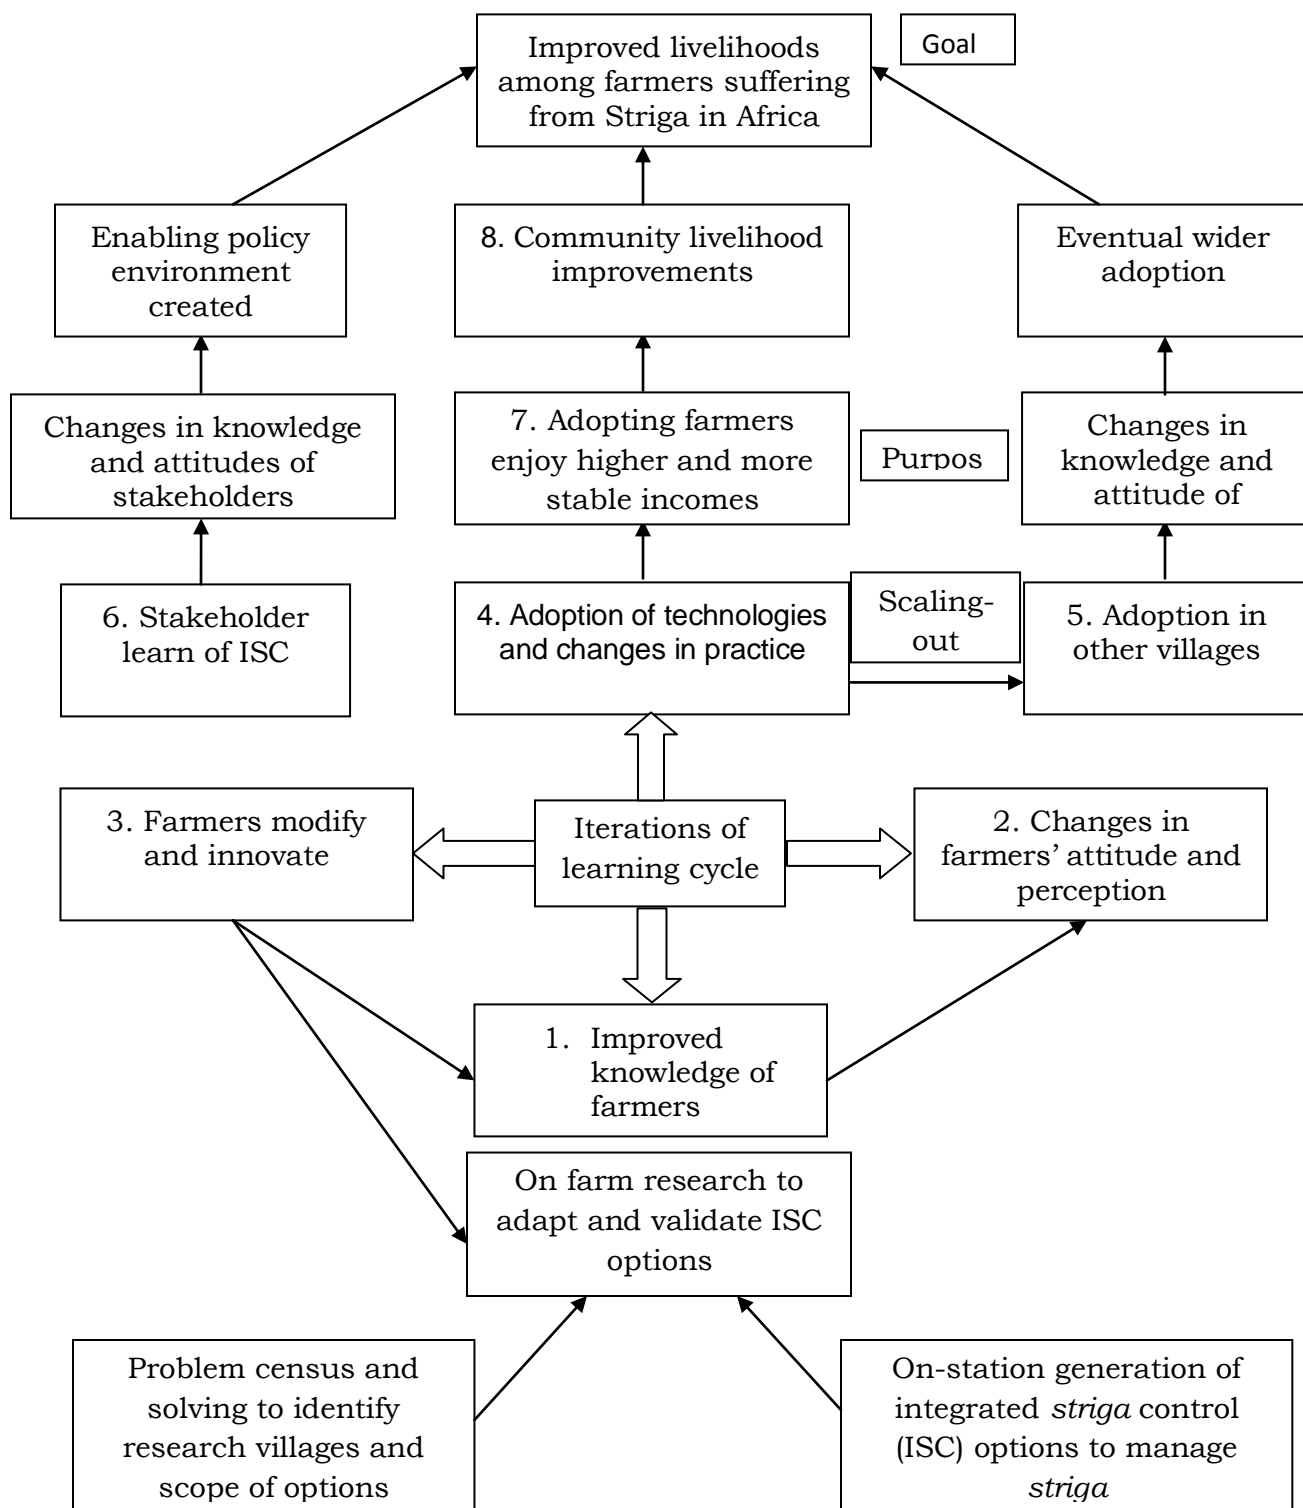 Improved livelihoods
among farmers suffering
from Striga in Africa
Goal
Enabling policy
environment
created
8. Community livelihood
improvements
Eventual wider
adoption
Changes in knowledge
and attitudes of
stakeholders
7. Adopting farmers
enjoy higher and more
stable incomes
Purpos
Changes in
knowledge and
attitude of
6. Stakeholder
learn of ISC
4. Adoption of technologies
and changes in practice
Scaling-
out
5. Adoption in
other villages
3. Farmers modify
and innovate
Iterations of
learning cycle
2. Changes in
farmers’ attitude and
perception
1. Improved
knowledge of
farmers
On farm research to
adapt and validate ISC
options
Problem census and
solving to identify
research villages and
scope of options
On-station generation of
integrated striga control
(ISC) options to manage
striga